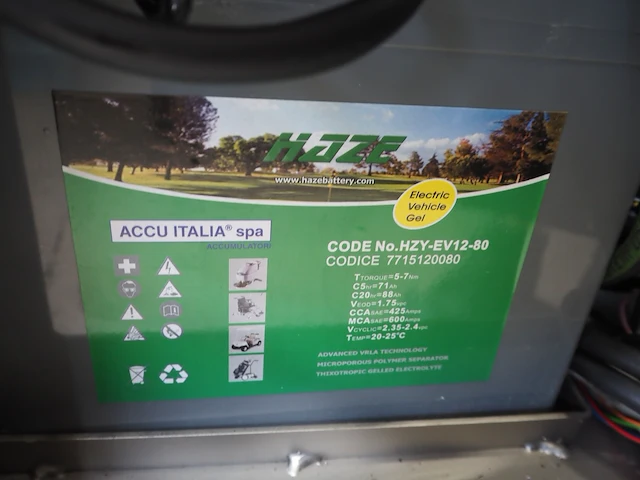 HAZE
www.hazebattery.com
Electric
Vehicle
Gel
ACCU ITALIA® spa
ACCUMULATORI
CODE No.HZY-EV12-80
CODICE 7715120080
TTORQUE=5-7Nm
C5hr=71Ah
C20hr=88Ah
VEOD=1.75vpc
CCASAE=425Amps
MCASAE=600Amps
VCYCLIC=2.35-2.4vpc
TEMP=20-25°C
ADVANCED VRLA TECHNOLOGY
MICROPOROUS POLYMER SEPARATOR
THIXOTROPIC GELLED ELECTROLYTE